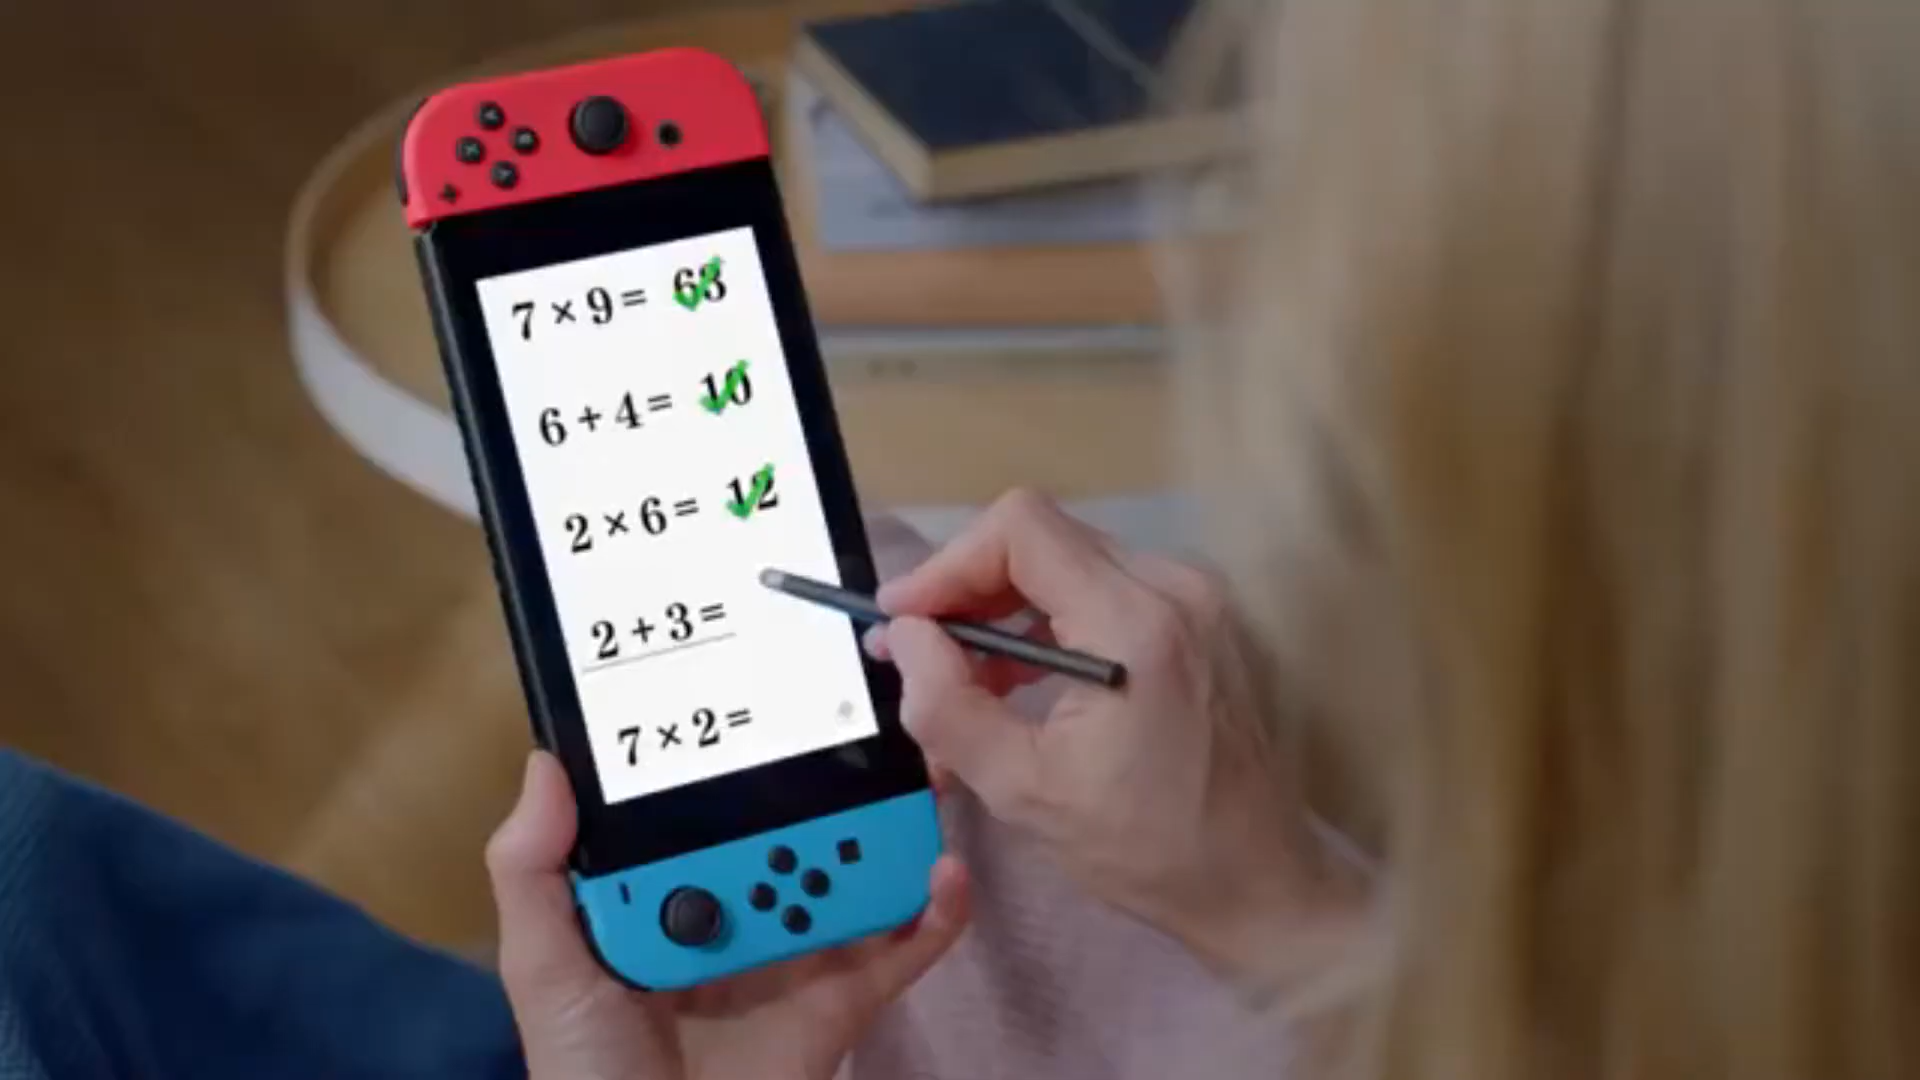 7 × 9 = 63
6 + 4 = 10
2 × 6 = 12
2 + 3 =
7 × 2 =